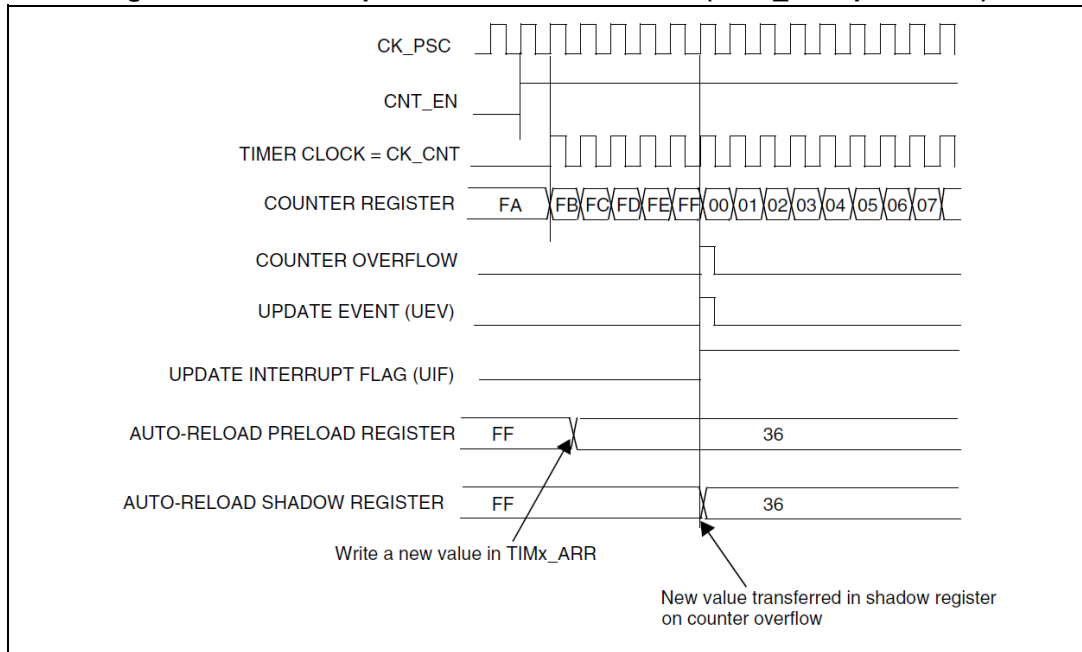 CK_PSC
CNT_EN
TIMER CLOCK = CK_CNT
COUNTER REGISTER FA FB FC FD FE FF 00 01 02 03 04 05 06 07
COUNTER OVERFLOW
UPDATE EVENT (UEV)
UPDATE INTERRUPT FLAG (UIF)
AUTO-RELOAD PRELOAD REGISTER FF 36
AUTO-RELOAD SHADOW REGISTER FF 36
Write a new value in TIMx_ARR
New value transferred in shadow register
on counter overflow